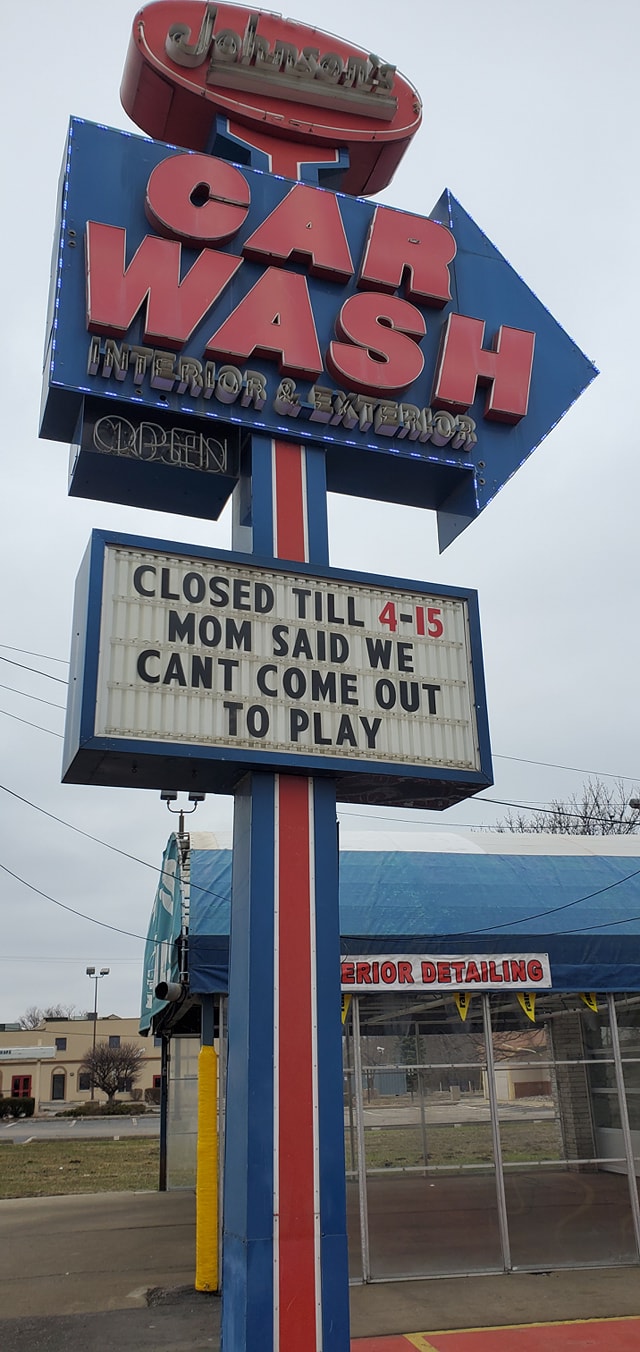 Johnson's
CAR
WASH
INTERIOR & EXTERIOR
OPEN
CLOSED TILL 4-15
MOM SAID WE
CANT COME OUT
TO PLAY
ERIOR DETAILING